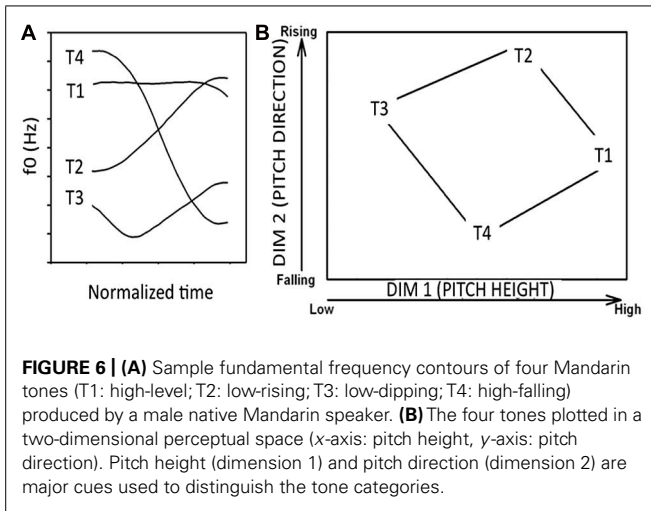 A
T4
T1
T2
T3
f0 (Hz)
Normalized time
B
Rising
DIM 2 (PITCH DIRECTION)
Falling
T2
T3
T1
T4
DIM 1 (PITCH HEIGHT)
Low
High
FIGURE 6 | (A) Sample fundamental frequency contours of four Mandarin
tones (T1: high-level; T2: low-rising; T3: low-dipping; T4: high-falling)
produced by a male native Mandarin speaker. (B) The four tones plotted in a
two-dimensional perceptual space (x-axis: pitch height, y-axis: pitch
direction). Pitch height (dimension 1) and pitch direction (dimension 2) are
major cues used to distinguish the tone categories.